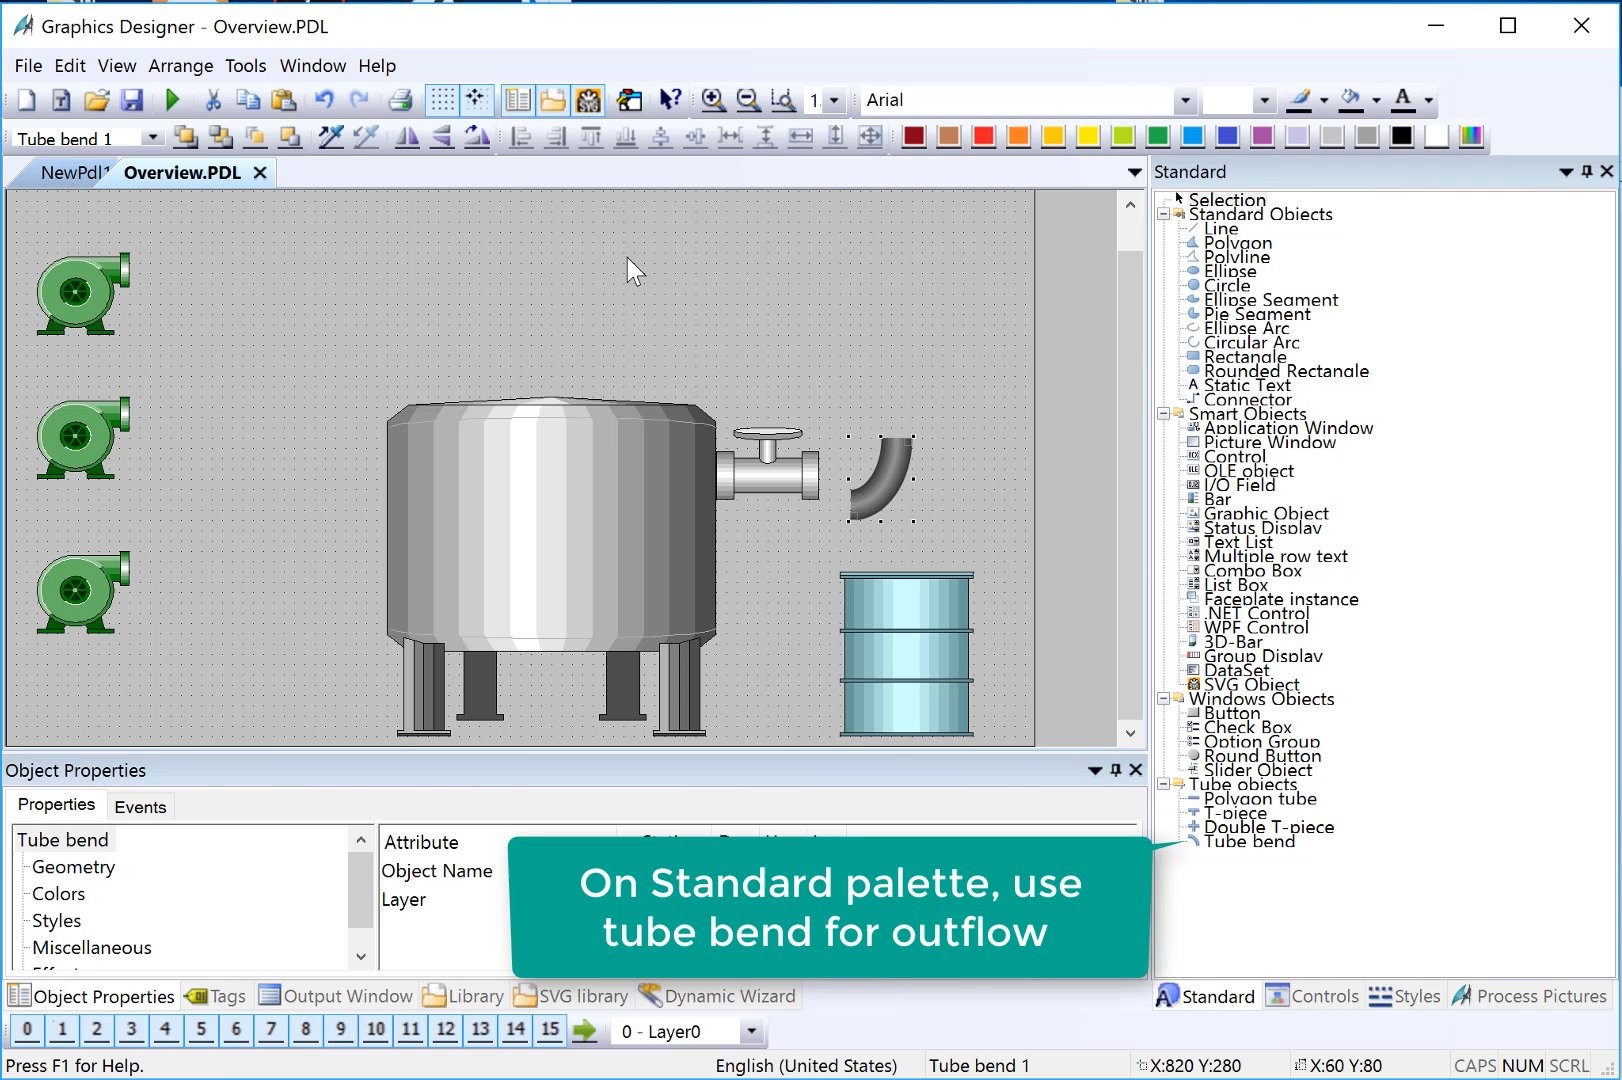 Graphics Designer - Overview.PDL
File Edit View Arrange Tools Window Help
1. Arial
Tube bend 1
NewPdl1 Overview.PDL
Standard
Selection
Standard Objects
Line
Polygon
Polyline
Ellipse
Circle
Ellipse Segment
Pie Segment
Ellipse Arc
Circular Arc
Rectangle
Rounded Rectangle
Static Text
Connector
Smart Objects
Application Window
Picture Window
Control
OLE object
I/O Field
Bar
Graphic Object
Status Display
Text List
Multiple row text
Combo Box
List Box
Faceplate instance
.NET Control
WPF Control
3D-Bar
Group Display
DataSet
SVG Object
Windows Objects
Button
Check Box
Option Group
Round Button
Slider Object
Tube objects
Polygon tube
T-piece
Double T-piece
Tube bend
Object Properties
Properties Events
Tube bend
Geometry
Colors
Styles
Miscellaneous
Attribute
Object Name
Layer
On Standard palette, use
tube bend for outflow
Object Properties Tags Output Window Library SVG library Dynamic Wizard
Standard Controls Styles Process Pictures
0 1 2 3 4 5 6 7 8 9 10 11 12 13 14 15 0 - Layer0
Press F1 for Help. English (United States) Tube bend 1 X:820 Y:280 X:60 Y:80 CAPS NUM SCRL